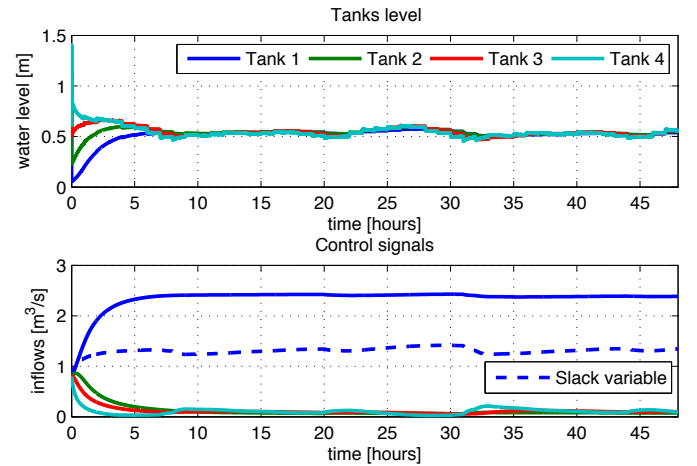 Tanks level
water level [m]
1.5
1
0.5
0
Tank 1 Tank 2 Tank 3 Tank 4
0 5 10 15 20 25 30 35 40 45
time [hours]
Control signals
inflows [m³/s]
3
2
1
0
Slack variable
0 5 10 15 20 25 30 35 40 45
time [hours]